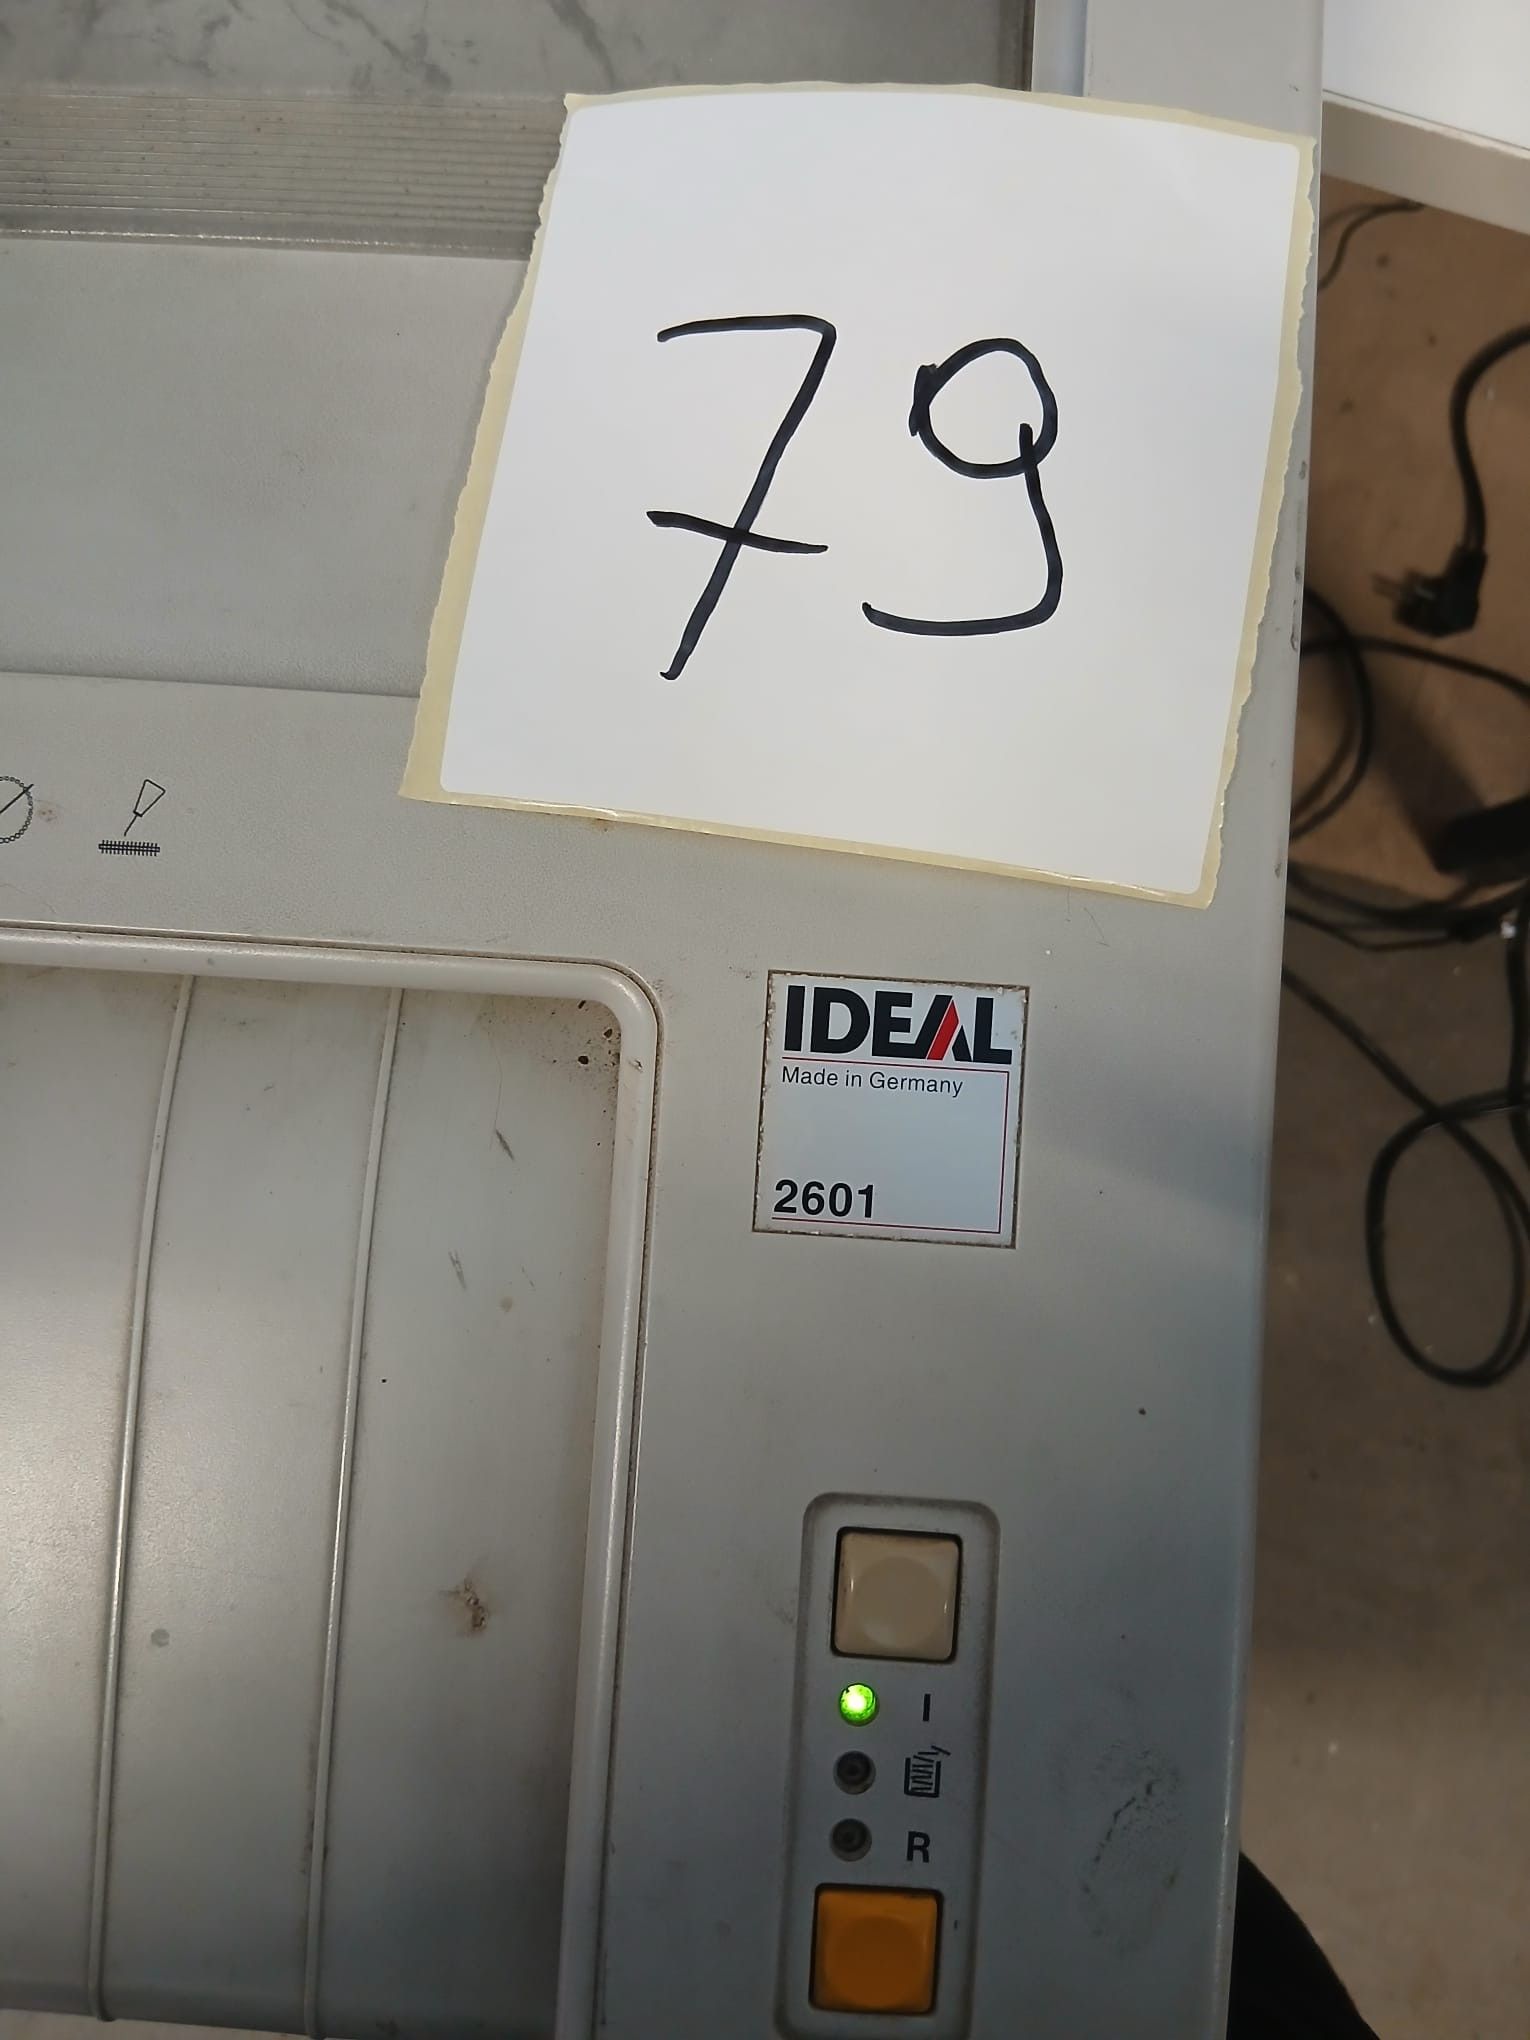 79
IDEAL
Made in Germany
2601
I
R